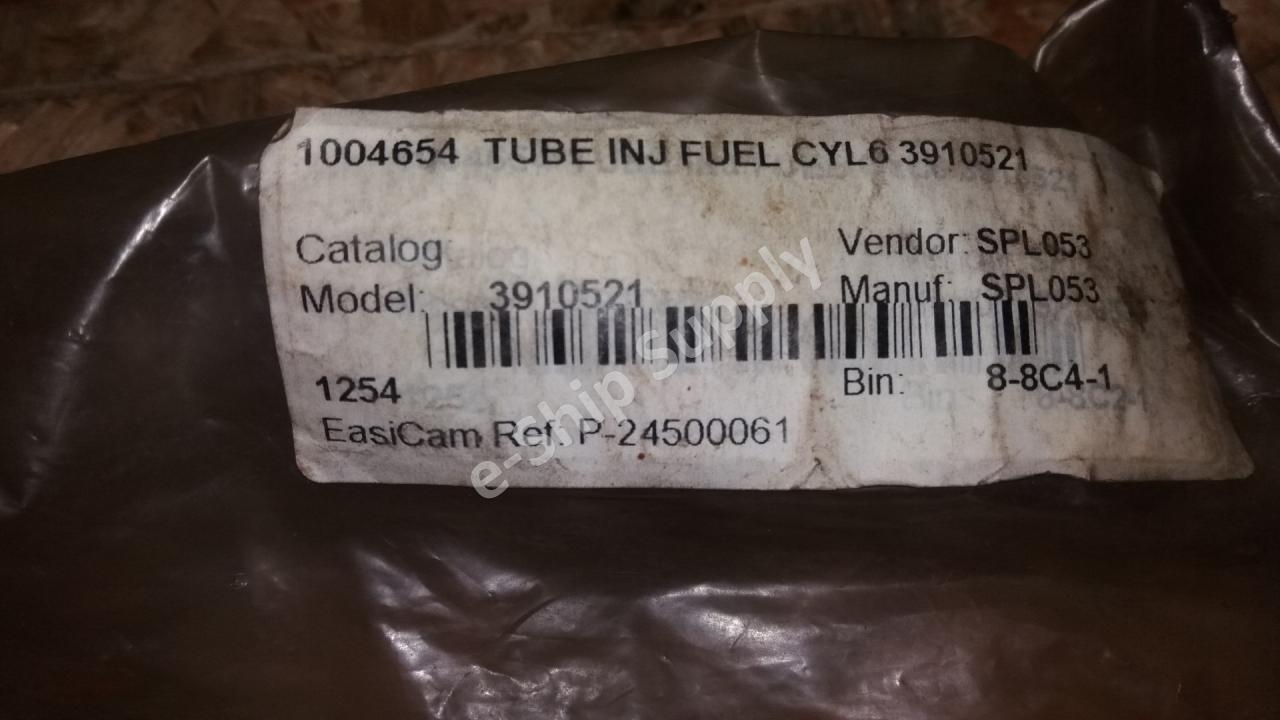 1004654 TUBE INJ FUEL CYL6 3910521
Catalog
Vendor: SPL053
Model: 3910521
Manuf: SPL053
1254
Bin: 8-8C4-1
EasiCam Ref: P-24500061
e-Ship Supply